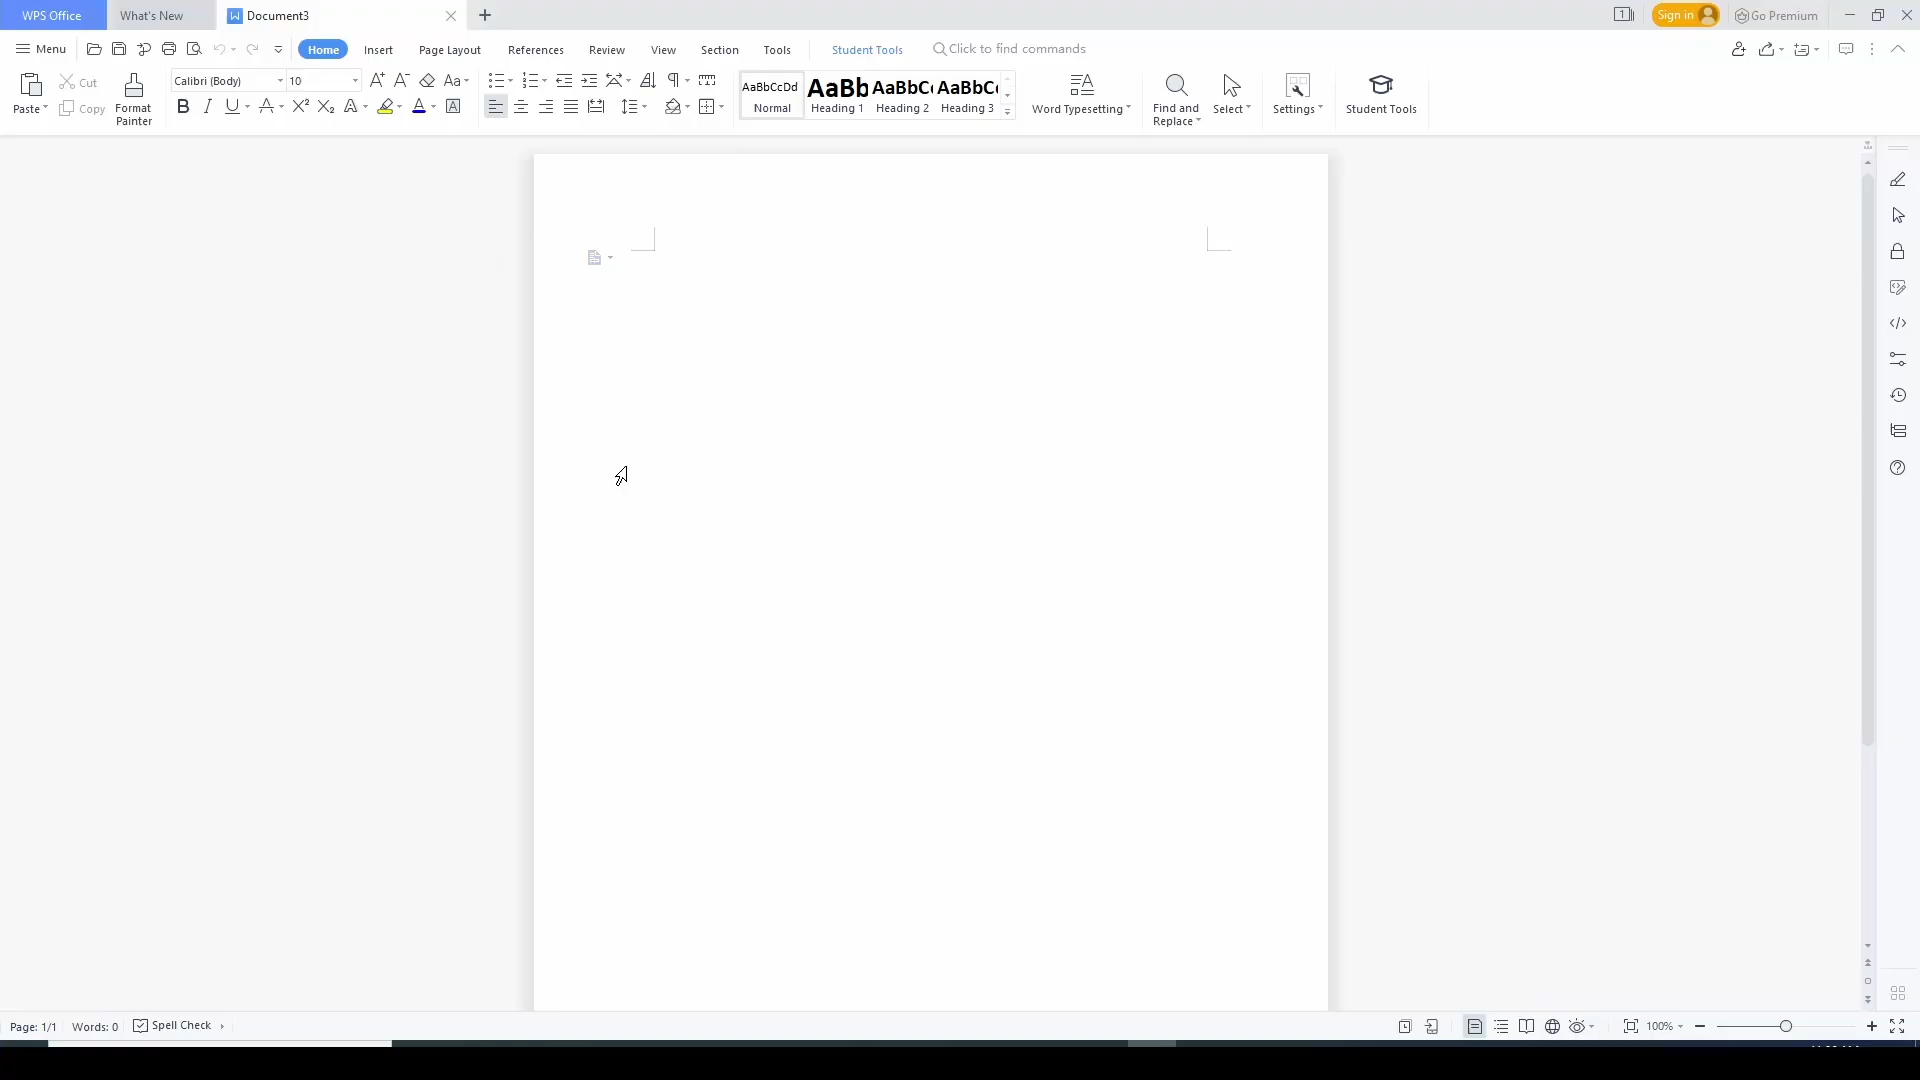 WPS Office What's New Document3 Sign in Go Premium
Menu Home Insert Page Layout References Review View Section Tools Student Tools Click to find commands
Paste Cut Copy Format Painter Calibri (Body) 10
AaBbCcDd Normal AaBb Heading 1 AaBbC Heading 2 AaBbC Heading 3
Word Typesetting Find and Replace Select Settings Student Tools
Page: 1/1 Words: 0 Spell Check 100%